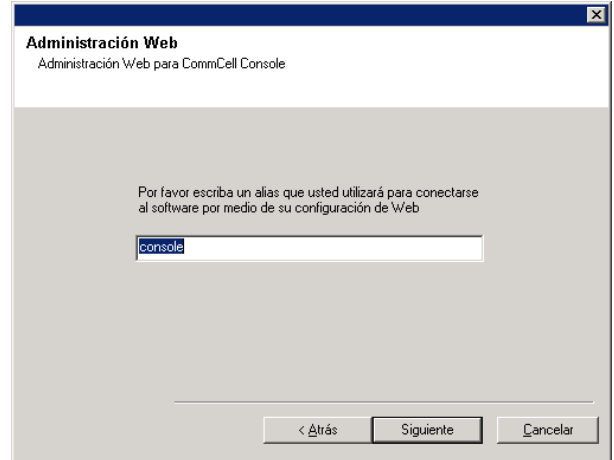 Administración Web
Administración Web para CommCell Console
Por favor escriba un alias que usted utilizará para conectarse
al software por medio de su configuración de Web
console
< Atrás
Siguiente
Cancelar